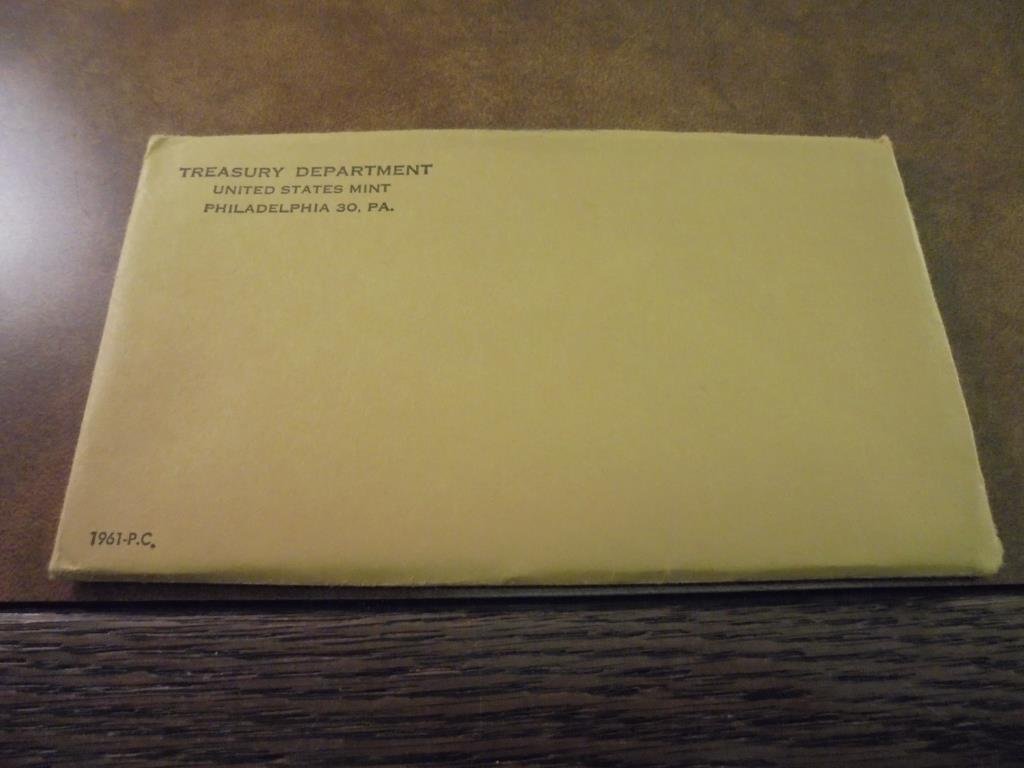 TREASURY DEPARTMENT
UNITED STATES MINT
PHILADELPHIA 30, PA.
1961-P.C.